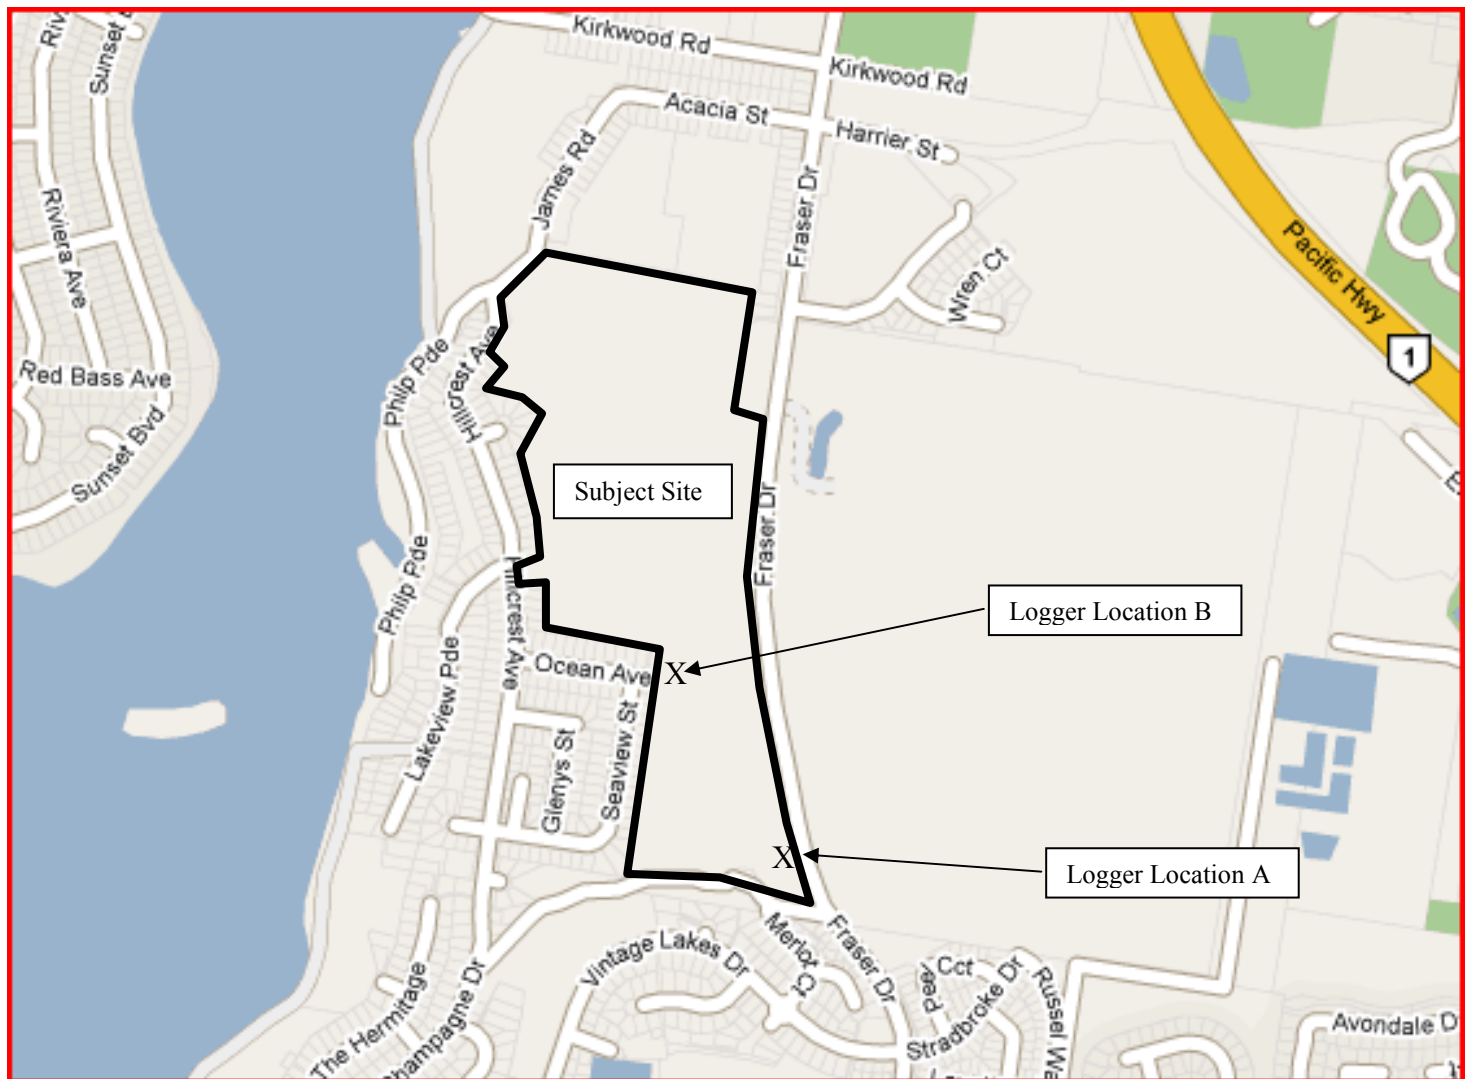 Riv
Sunset B
Kirkwood Rd
Kirkwood Rd
Acacia St
Harrier St
James Rd
Fraser Dr
Riviera Ave
Pacific Hwy
Wren Ct
1
Red Bass Ave
Philp Pde
Hillcrest Ave
Sunset Bvd
Subject Site
Fraser Dr
E
Philp Pde
Hillcrest Ave
Logger Location B
Ocean Ave
X
Lakeview Pde
Seaview St
Glenys St
X
Logger Location A
Merlot Ct
Fraser Dr
Vintage Lakes Dr
Peel
Cct
Stradbroke Dr
Russell Wa
The Hermitage
Champagne Dr
Avondale D